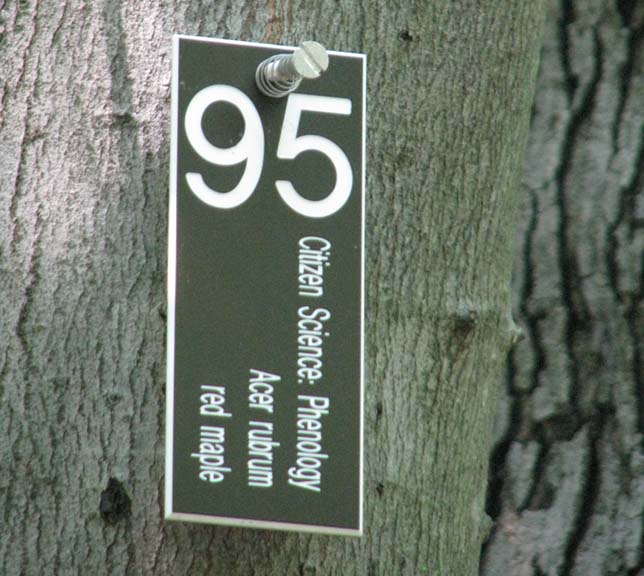 95
Citizen Science: Phenology
Acer rubrum
red maple